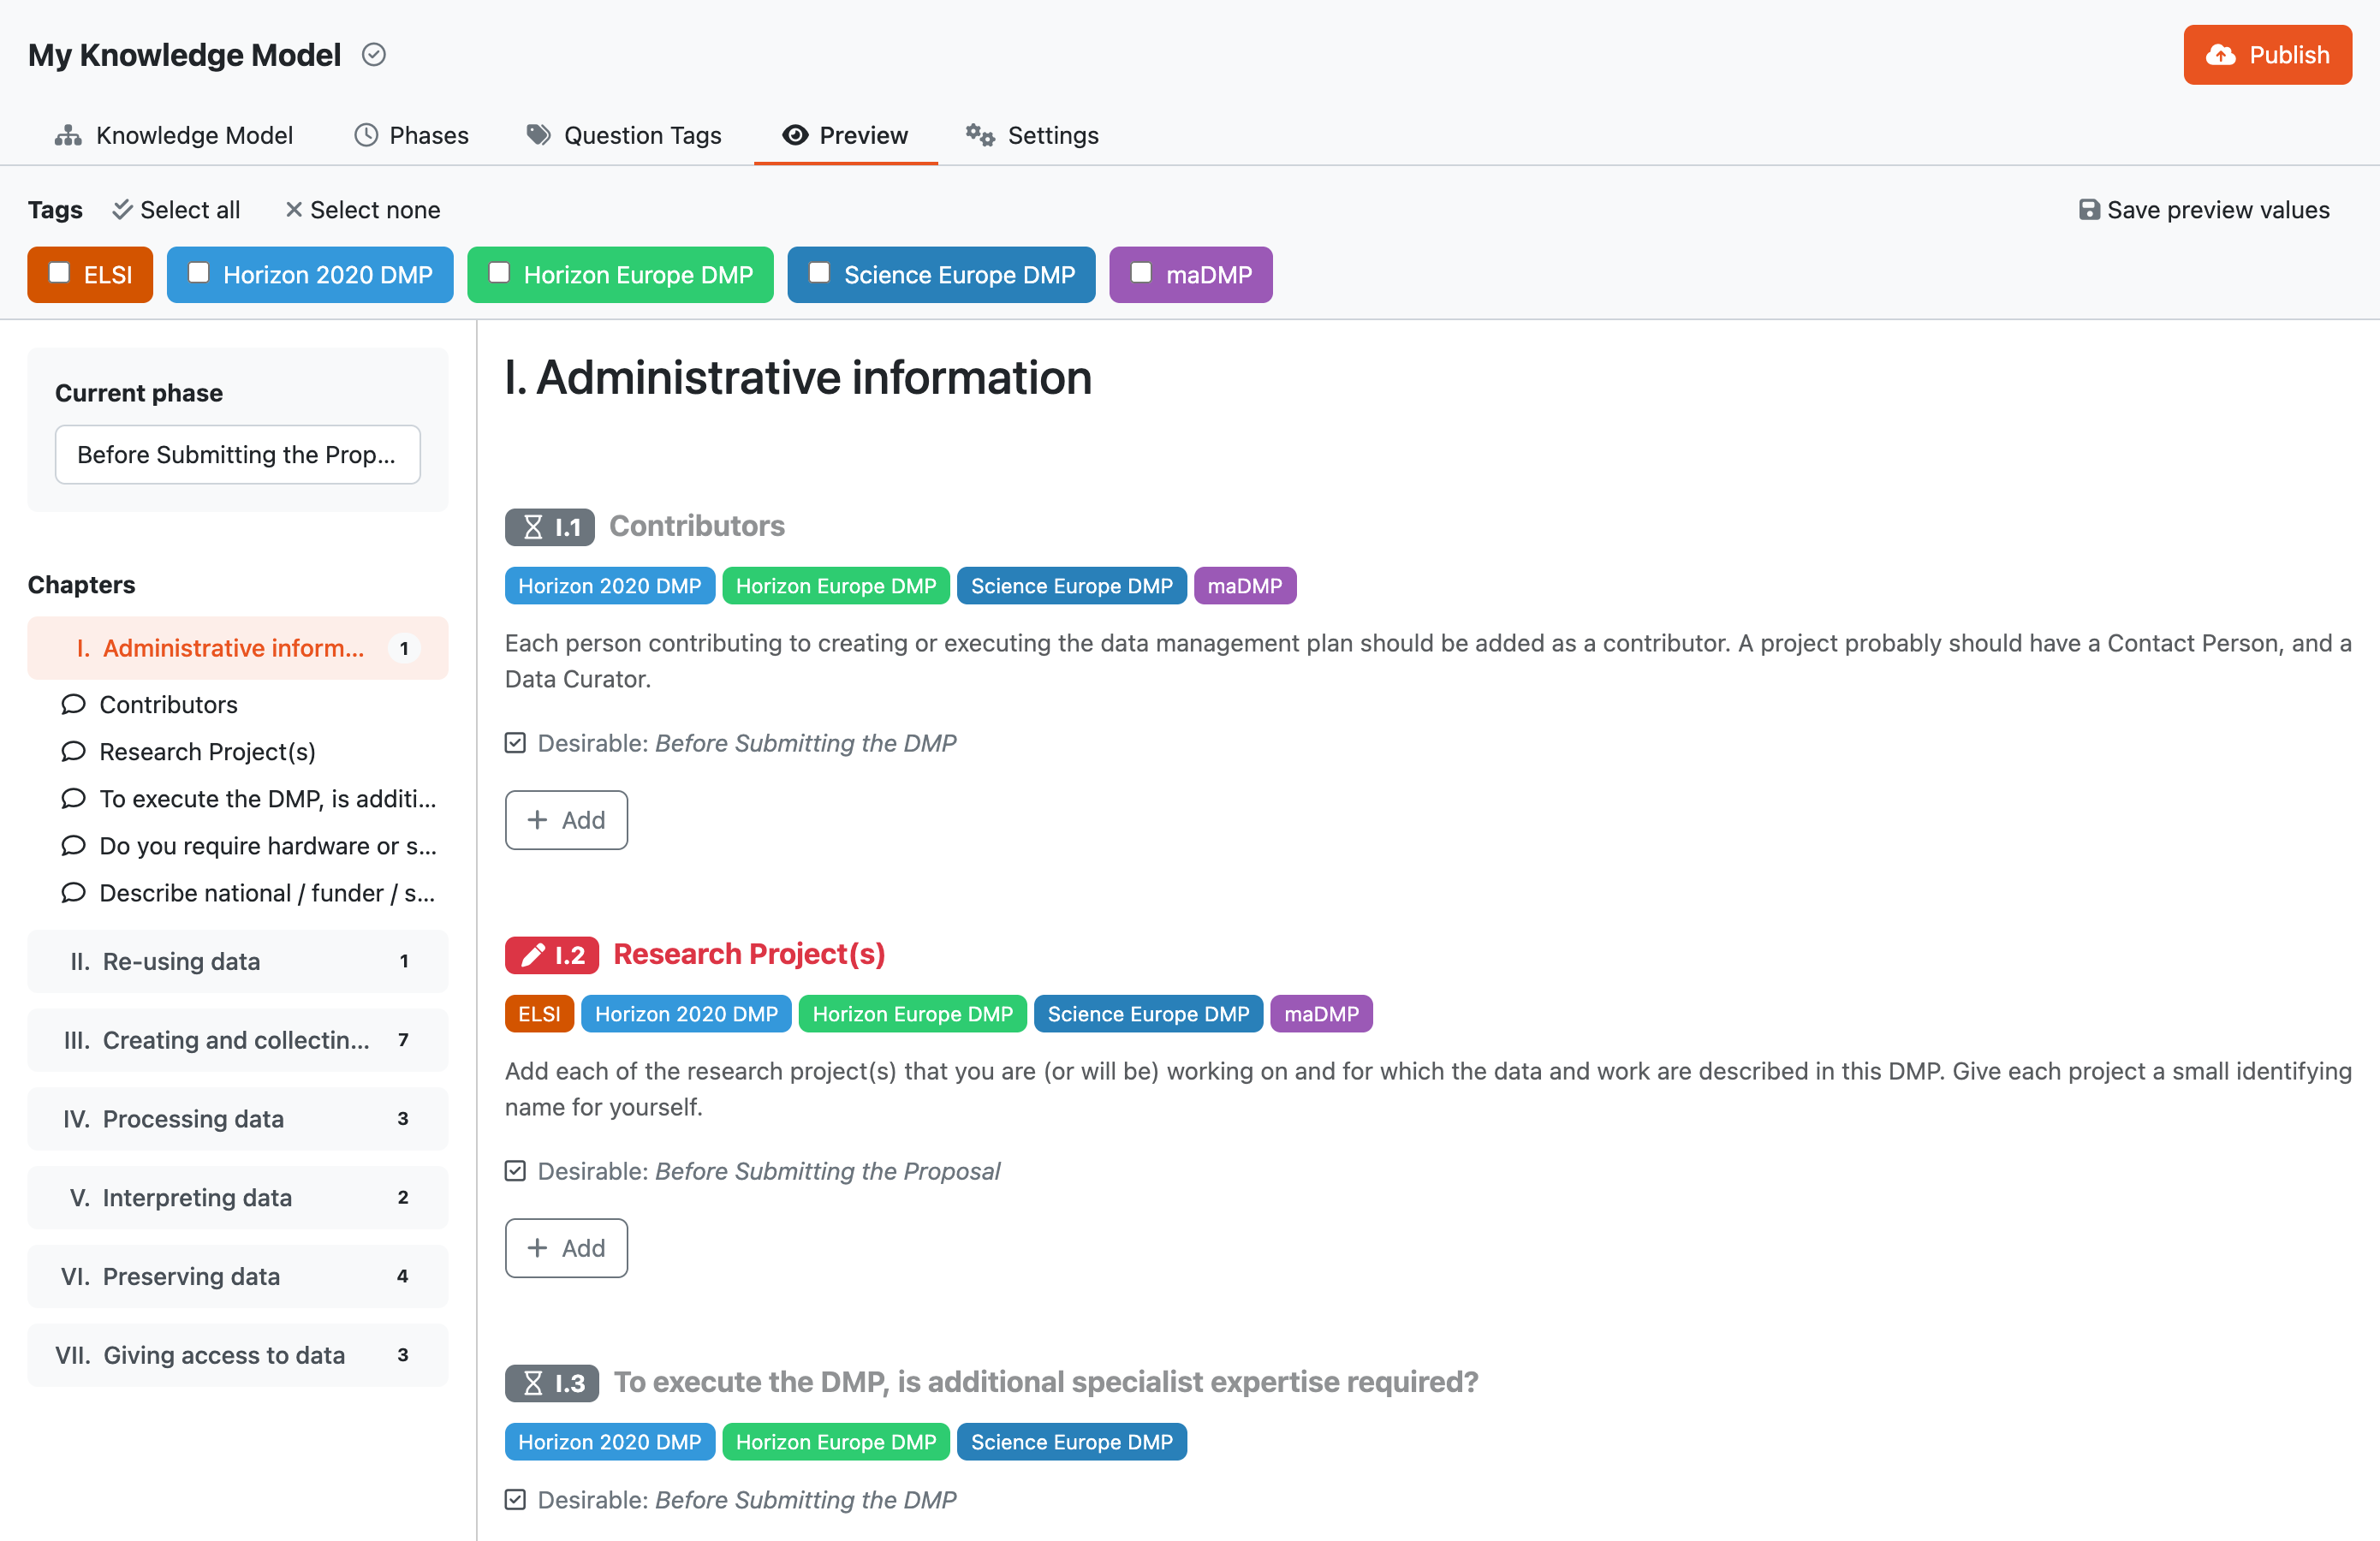 My Knowledge Model
Publish
Knowledge Model
Phases
Question Tags
Preview
Settings
Tags
Select all
Select none
Save preview values
ELSI
Horizon 2020 DMP
Horizon Europe DMP
Science Europe DMP
maDMP
Current phase
Before Submitting the Prop...
Chapters
I. Administrative inform... 1
Contributors
Research Project(s)
To execute the DMP, is additi...
Do you require hardware or s...
Describe national / funder / s...
II. Re-using data 1
III. Creating and collectin... 7
IV. Processing data 3
V. Interpreting data 2
VI. Preserving data 4
VII. Giving access to data 3
I. Administrative information
I.1 Contributors
Horizon 2020 DMP Horizon Europe DMP Science Europe DMP maDMP
Each person contributing to creating or executing the data management plan should be added as a contributor. A project probably should have a Contact Person, and a
Data Curator.
Desirable: Before Submitting the DMP
Add
I.2 Research Project(s)
ELSI Horizon 2020 DMP Horizon Europe DMP Science Europe DMP maDMP
Add each of the research project(s) that you are (or will be) working on and for which the data and work are described in this DMP. Give each project a small identifying
name for yourself.
Desirable: Before Submitting the Proposal
Add
I.3 To execute the DMP, is additional specialist expertise required?
Horizon 2020 DMP Horizon Europe DMP Science Europe DMP
Desirable: Before Submitting the DMP